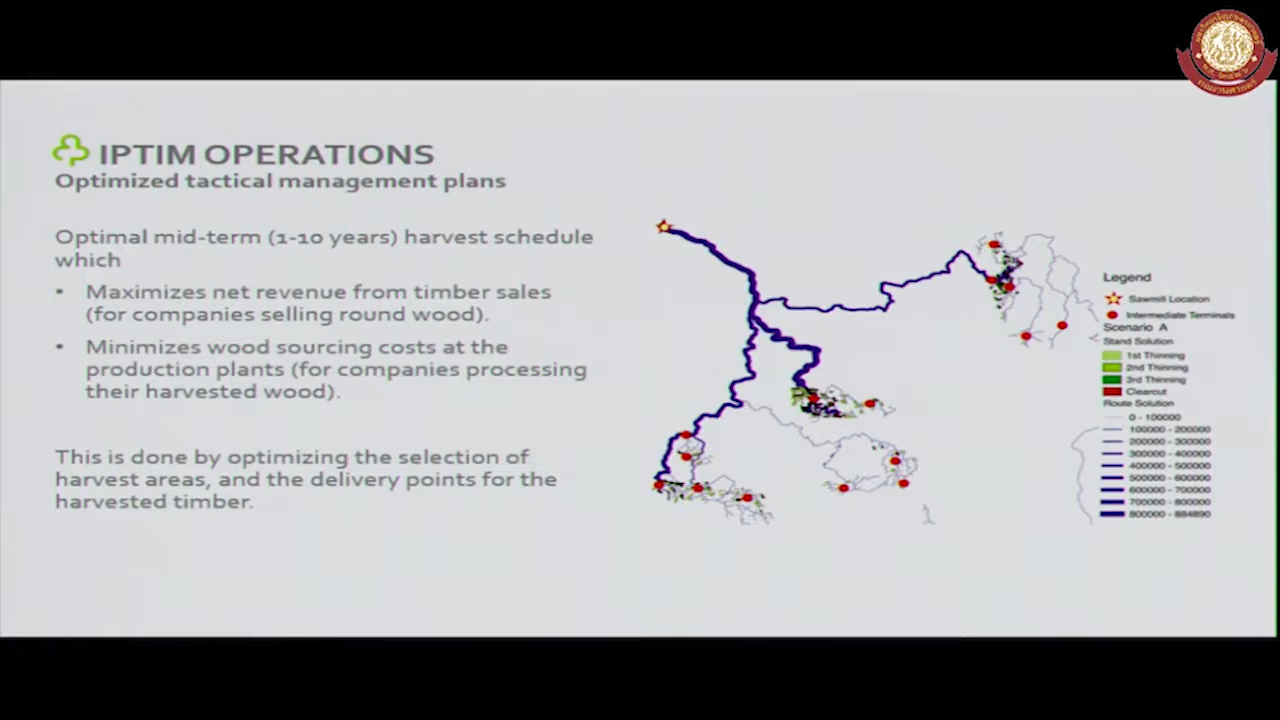 IPTIM OPERATIONS
Optimized tactical management plans
Optimal mid-term (1-10 years) harvest schedule
which
• Maximizes net revenue from timber sales
(for companies selling round wood).
• Minimizes wood sourcing costs at the
production plants (for companies processing
their harvested wood).
This is done by optimizing the selection of
harvest areas, and the delivery points for the
harvested timber.
Legend
Sawmill Location
Intermediate Terminals
Scenario A
Stand Solution
1st Thinning
2nd Thinning
3rd Thinning
Clearcut
Route Solution
0 - 100000
100000 - 200000
200000 - 300000
300000 - 400000
400000 - 500000
500000 - 600000
600000 - 700000
700000 - 800000
800000 - 884890